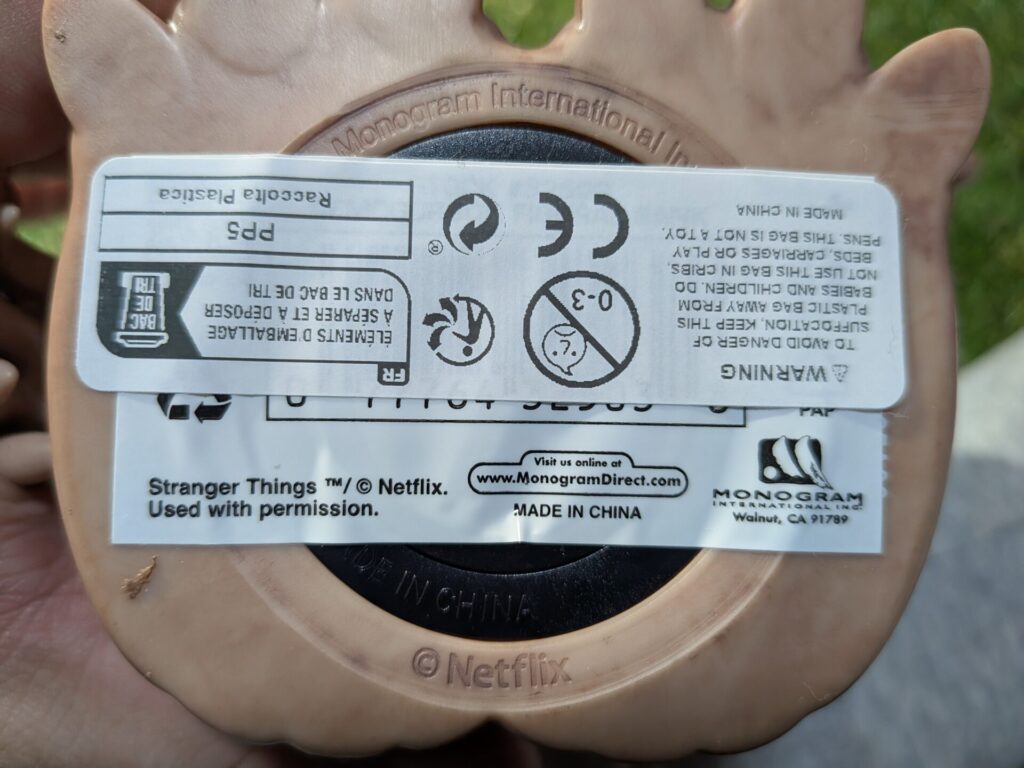 Monogram International In
⚠ WARNING
TO AVOID DANGER OF
SUFFOCATION, KEEP THIS
PLASTIC BAG AWAY FROM
BABIES AND CHILDREN. DO
NOT USE THIS BAG IN CRIBS,
BEDS, CARRIAGES OR PLAY
PENS. THIS BAG IS NOT A TOY.
MADE IN CHINA
0-3
CE
®
FR
ÉLÉMENTS D'EMBALLAGE
À SÉPARER ET À DÉPOSER
DANS LE BAC DE TRI
BAC
DE
TRI
PP5
Raccolta Plastica
PAP
Stranger Things ™/ © Netflix.
Used with permission.
Visit us online at
www.MonogramDirect.com
MADE IN CHINA
MONOGRAM
INTERNATIONAL INC.
Walnut, CA 91789
DE IN CHINA
©Netflix